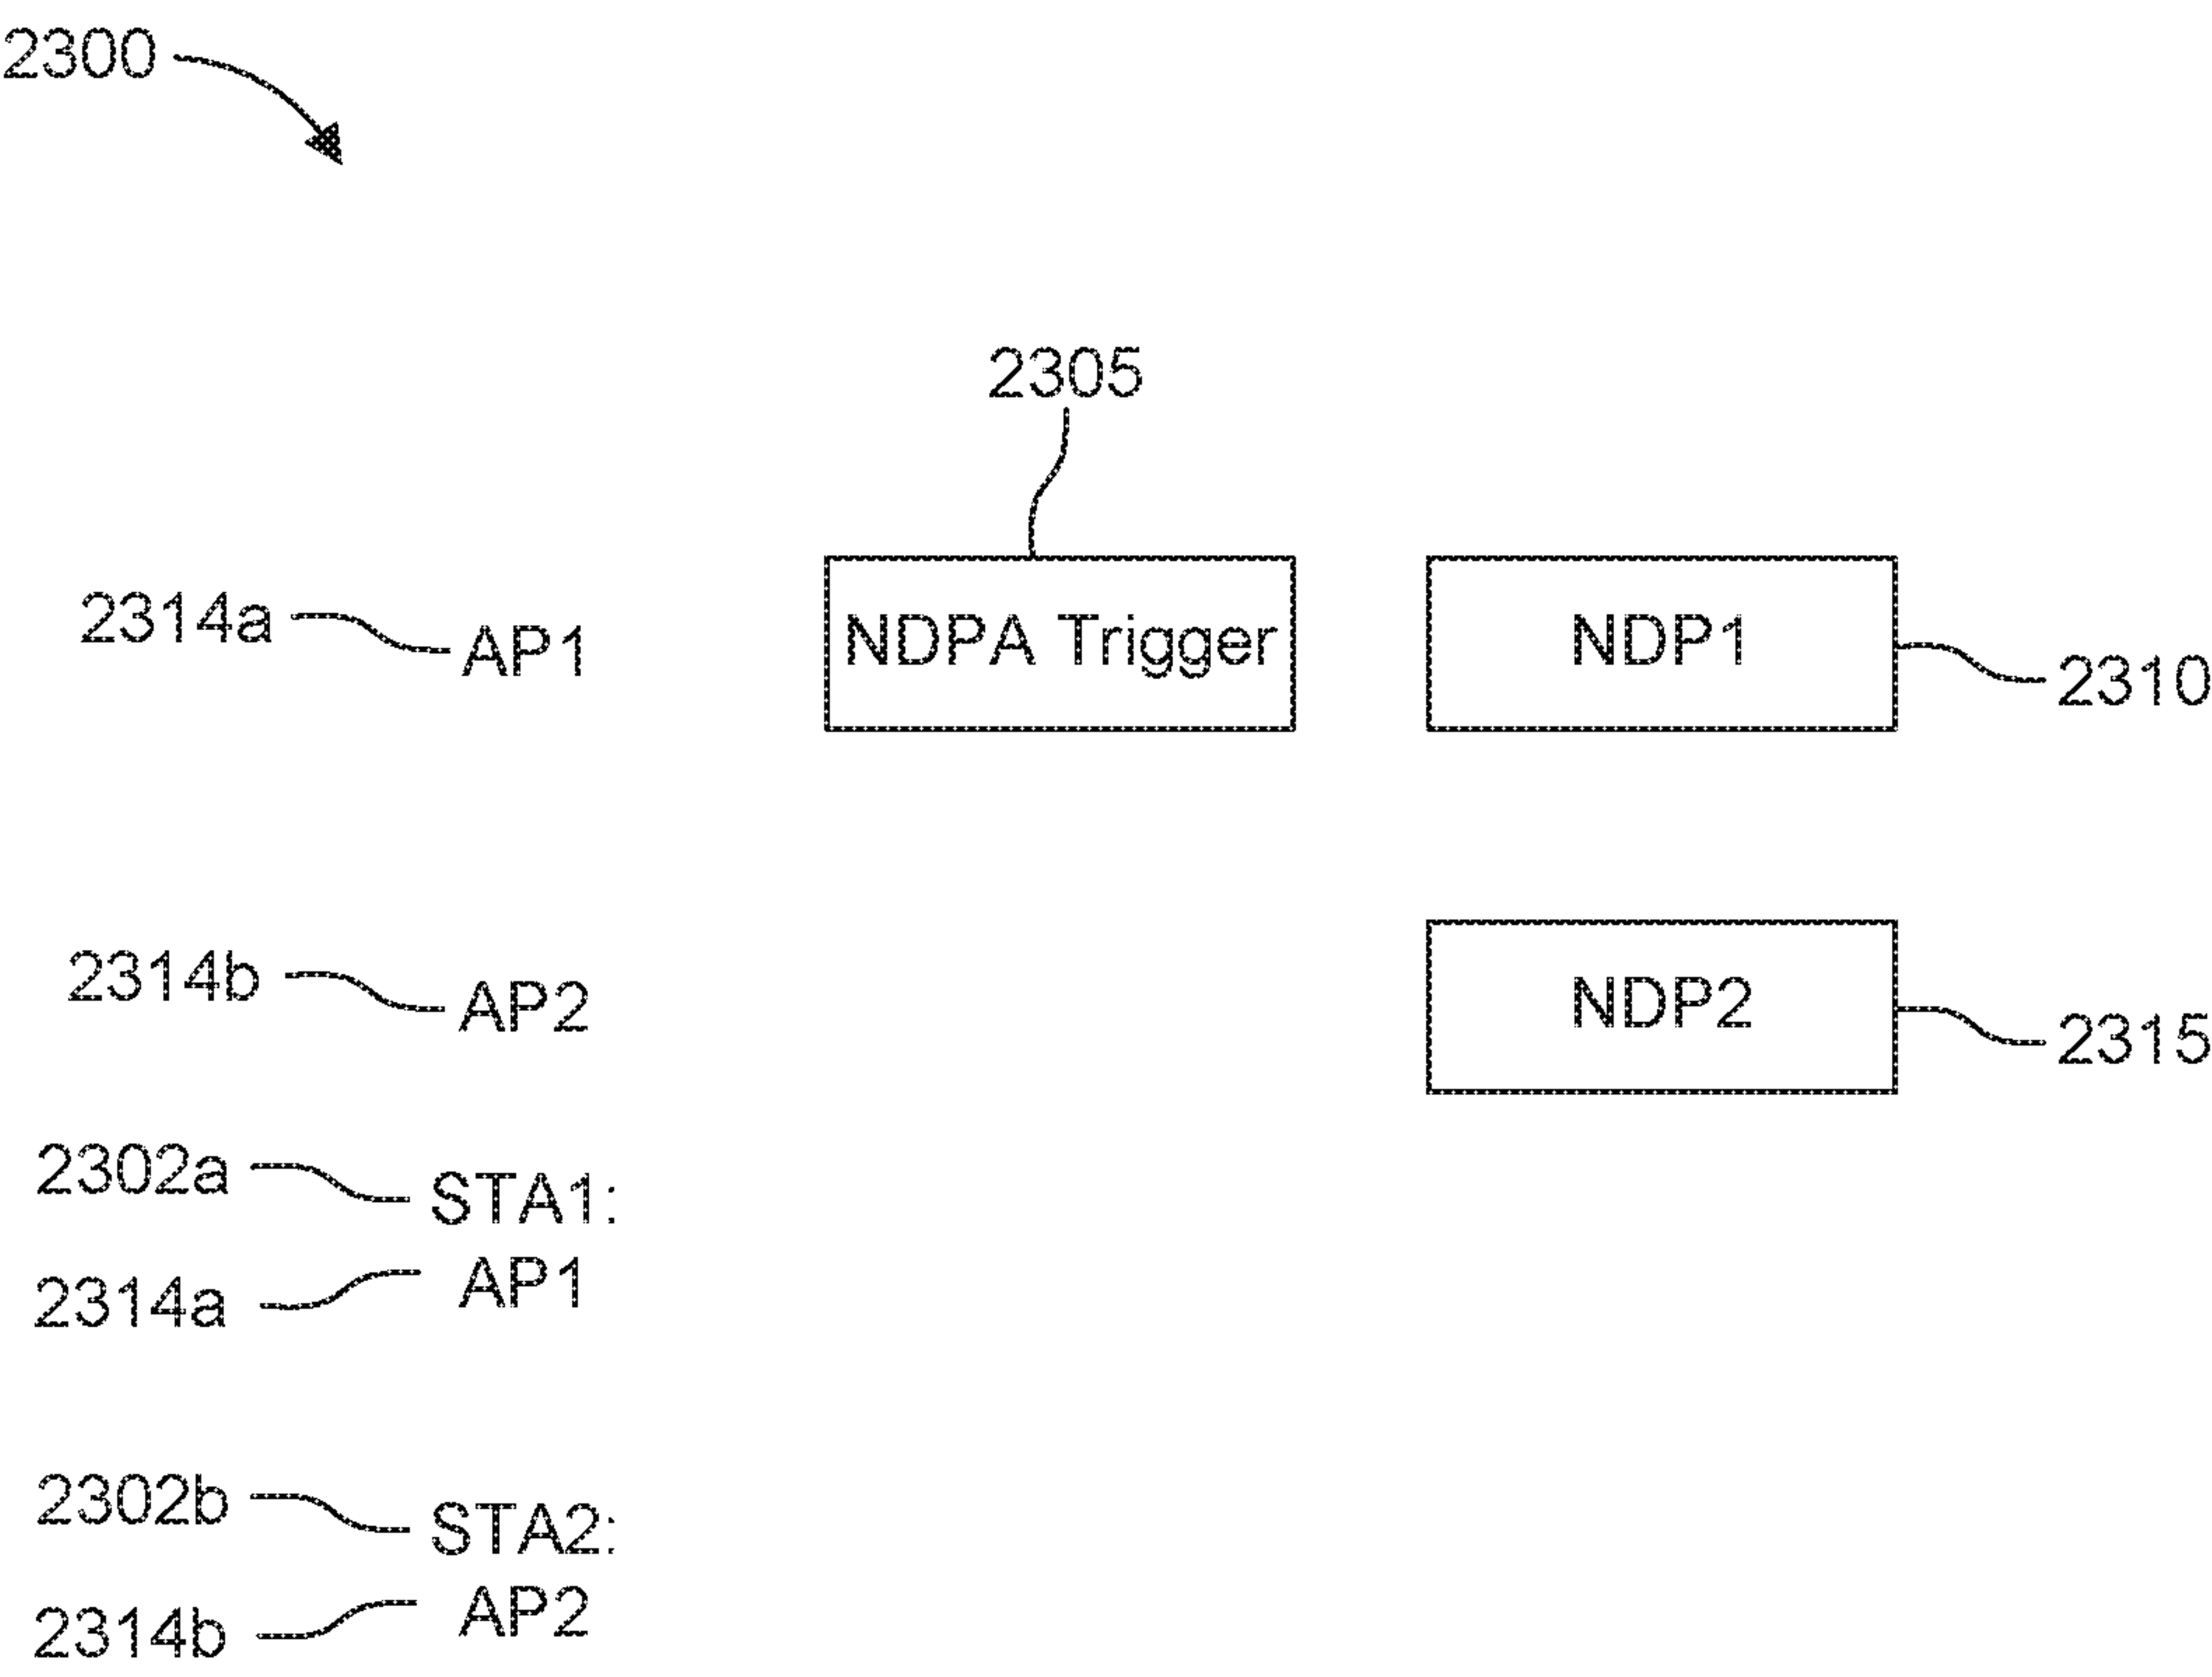 2300
2305
2314a AP1 NDPA Trigger NDP1 2310
2314b AP2 NDP2 2315
2302a STA1:
2314a AP1
2302b STA2:
2314b AP2